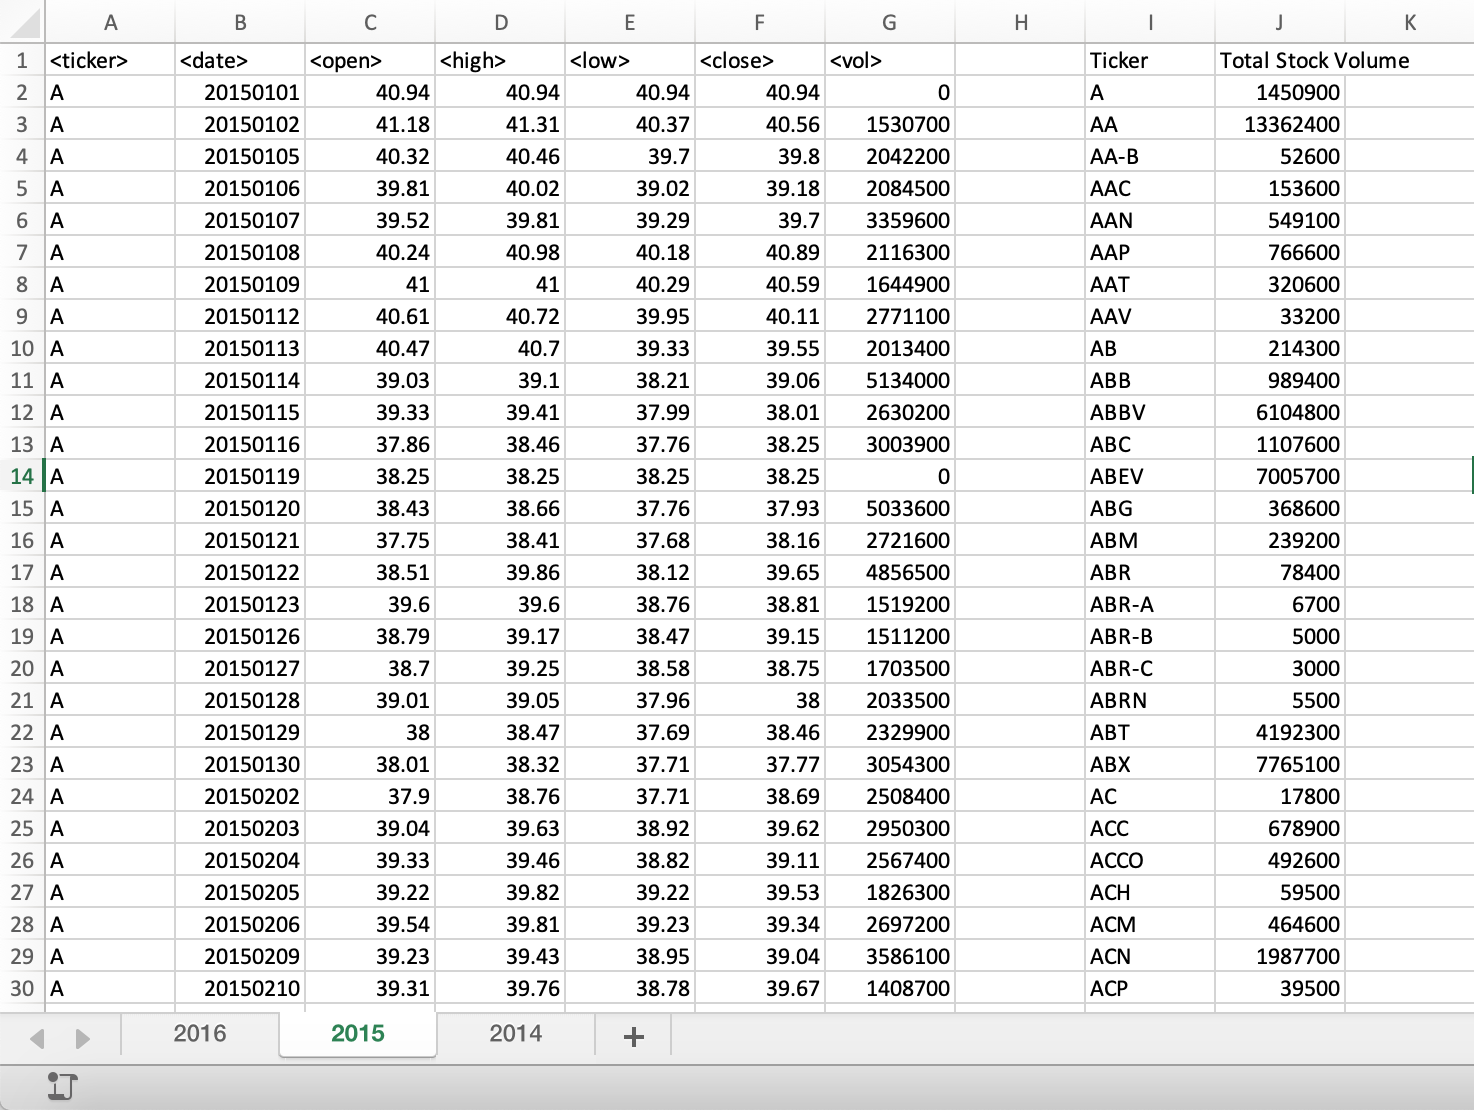 A B C D E F G H I J K
1 <ticker> <date> <open> <high> <low> <close> <vol> Ticker Total Stock Volume
2 A 20150101 40.94 40.94 40.94 40.94 0 A 1450900
3 A 20150102 41.18 41.31 40.37 40.56 1530700 AA 13362400
4 A 20150105 40.32 40.46 39.7 39.8 2042200 AA-B 52600
5 A 20150106 39.81 40.02 39.02 39.18 2084500 AAC 153600
6 A 20150107 39.52 39.81 39.29 39.7 3359600 AAN 549100
7 A 20150108 40.24 40.98 40.18 40.89 2116300 AAP 766600
8 A 20150109 41 41 40.29 40.59 1644900 AAT 320600
9 A 20150112 40.61 40.72 39.95 40.11 2771100 AAV 33200
10 A 20150113 40.47 40.7 39.33 39.55 2013400 AB 214300
11 A 20150114 39.03 39.1 38.21 39.06 5134000 ABB 989400
12 A 20150115 39.33 39.41 37.99 38.01 2630200 ABBV 6104800
13 A 20150116 37.86 38.46 37.76 38.25 3003900 ABC 1107600
14 A 20150119 38.25 38.25 38.25 38.25 0 ABEV 7005700
15 A 20150120 38.43 38.66 37.76 37.93 5033600 ABG 368600
16 A 20150121 37.75 38.41 37.68 38.16 2721600 ABM 239200
17 A 20150122 38.51 39.86 38.12 39.65 4856500 ABR 78400
18 A 20150123 39.6 39.6 38.76 38.81 1519200 ABR-A 6700
19 A 20150126 38.79 39.17 38.47 39.15 1511200 ABR-B 5000
20 A 20150127 38.7 39.25 38.58 38.75 1703500 ABR-C 3000
21 A 20150128 39.01 39.05 37.96 38 2033500 ABRN 5500
22 A 20150129 38 38.47 37.69 38.46 2329900 ABT 4192300
23 A 20150130 38.01 38.32 37.71 37.77 3054300 ABX 7765100
24 A 20150202 37.9 38.76 37.71 38.69 2508400 AC 17800
25 A 20150203 39.04 39.63 38.92 39.62 2950300 ACC 678900
26 A 20150204 39.33 39.46 38.82 39.11 2567400 ACCO 492600
27 A 20150205 39.22 39.82 39.22 39.53 1826300 ACH 59500
28 A 20150206 39.54 39.81 39.23 39.34 2697200 ACM 464600
29 A 20150209 39.23 39.43 38.95 39.04 3586100 ACN 1987700
30 A 20150210 39.31 39.76 38.78 39.67 1408700 ACP 39500
2016 2015 2014 +